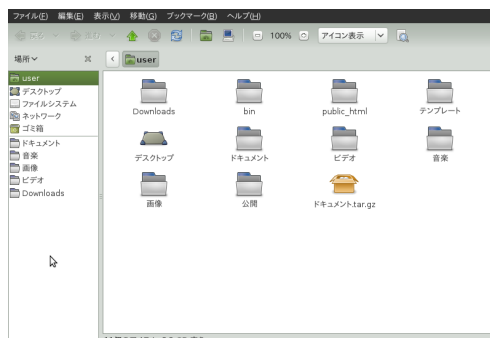 ファイル(F) 編集(E) 表示(V) 移動(G) ブックマーク(B) ヘルプ(H)
戻る 進む 100% アイコン表示
場所 user
user
デスクトップ
ファイルシステム
ネットワーク
ゴミ箱
ドキュメント
音楽
画像
ビデオ
Downloads
Downloads bin public_html テンプレート
デスクトップ ドキュメント ビデオ 音楽
画像 公開 ドキュメント.tar.gz